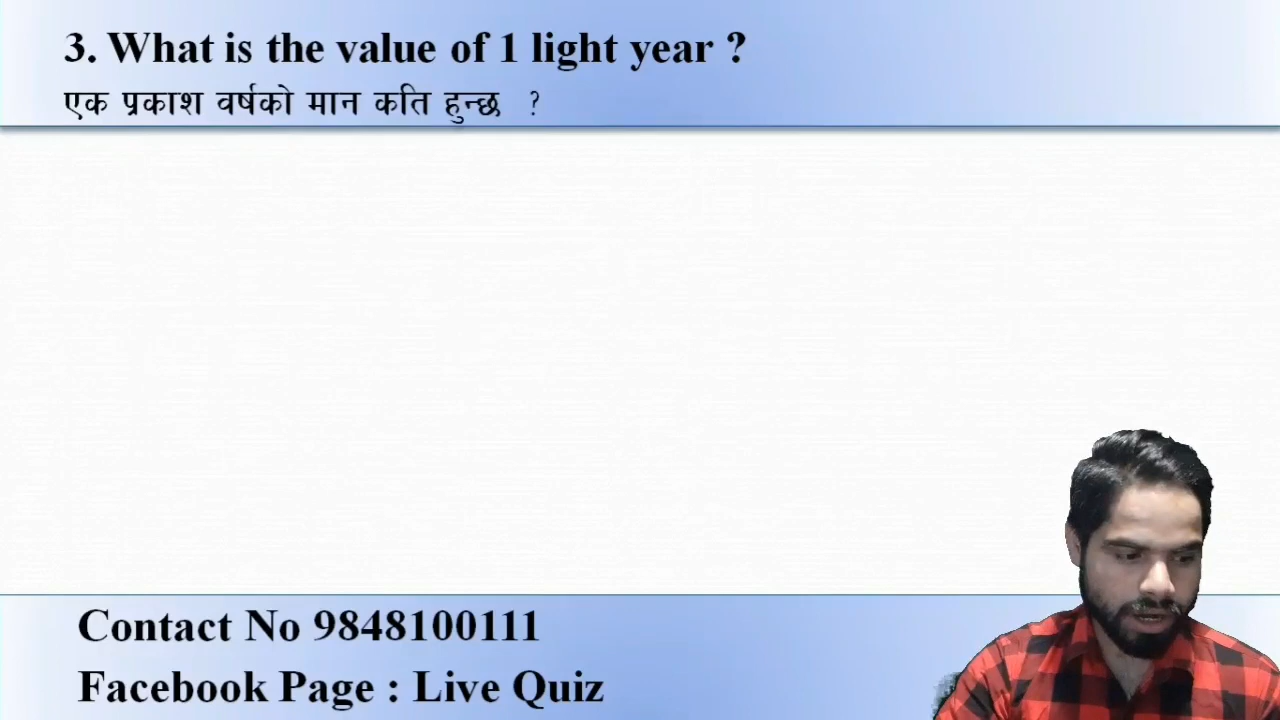 3. What is the value of 1 light year ?
एक प्रकाश वर्षको मान कति हुन्छ ?
Contact No 9848100111
Facebook Page : Live Quiz